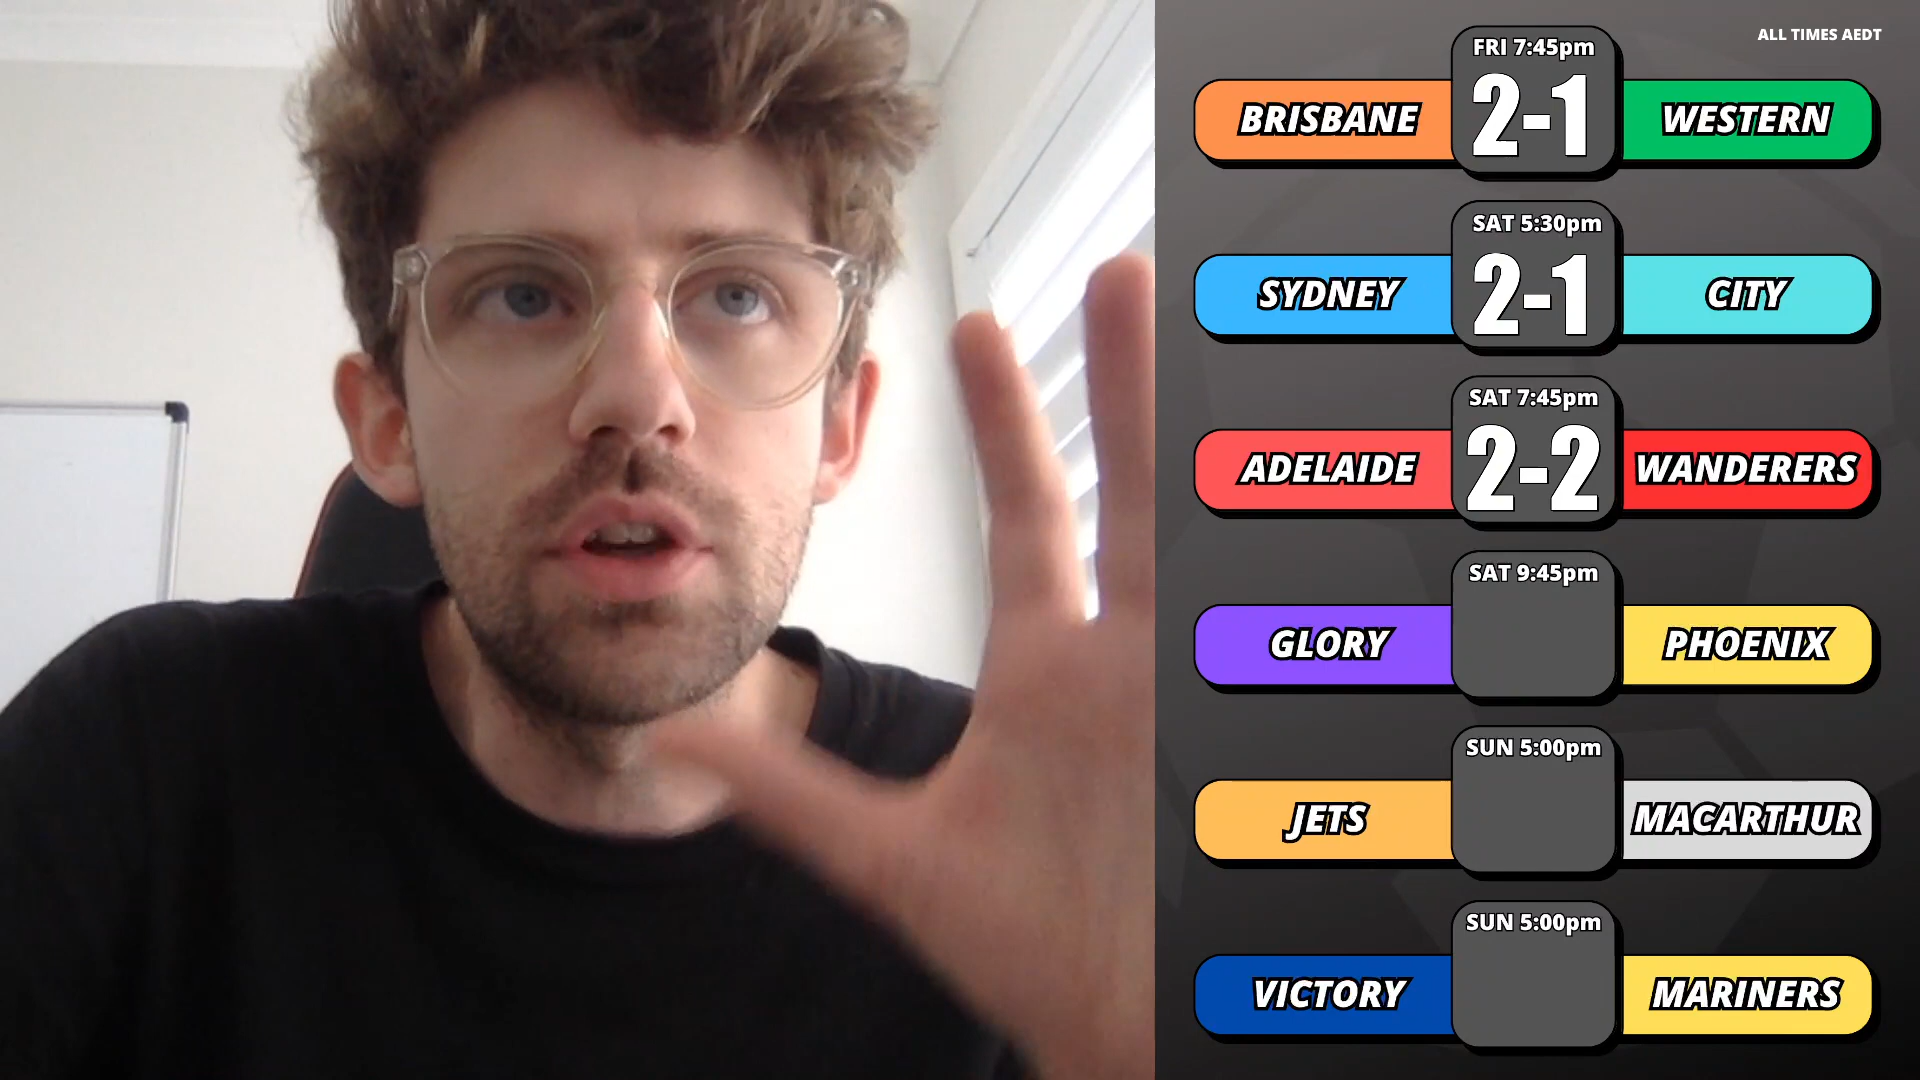 ALL TIMES AEDT
FRI 7:45pm
BRISBANE 2-1 WESTERN
SAT 5:30pm
SYDNEY 2-1 CITY
SAT 7:45pm
ADELAIDE 2-2 WANDERERS
SAT 9:45pm
GLORY PHOENIX
SUN 5:00pm
JETS MACARTHUR
SUN 5:00pm
VICTORY MARINERS